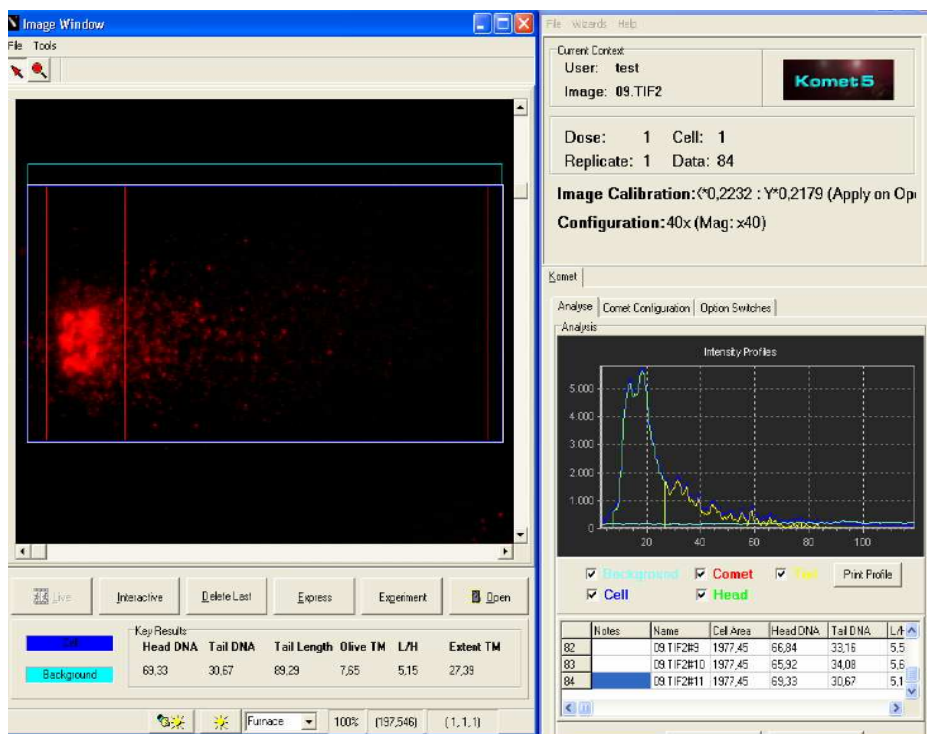 Image Window
File Tools
File Wizards Help
Current Context
User: test
Image: 09.TIF2
Komet5
Dose: 1 Cell: 1
Replicate: 1 Data: 84
Image Calibration:(*0,2232 : Y*0,2179 (Apply on Op
Configuration:40x (Mag: x40)
Komet
Analyse Comet Configuration Option Switches
Analysis
Intensity Profiles
5.000
4.000
3.000
2.000
1.000
0
20 40 60 80 100
Background Comet Tail Print Profile
Cell Head
Live Interactive Delete Last Express Experiment Open
Cell
Background
Key Results
Head DNA Tail DNA Tail Length Olive TM L/H Extent TM
69,33 30,67 89,29 7,65 5,15 27,39
Notes Name Cell Area Head DNA Tail DNA L/H
82 09.TIF2#9 1977,45 66,84 33,16 5,5
83 09.TIF2#10 1977,45 65,92 34,08 5,6
84 09.TIF2#11 1977,45 69,33 30,67 5,1
Furnace 100% (197,546) (1, 1, 1)